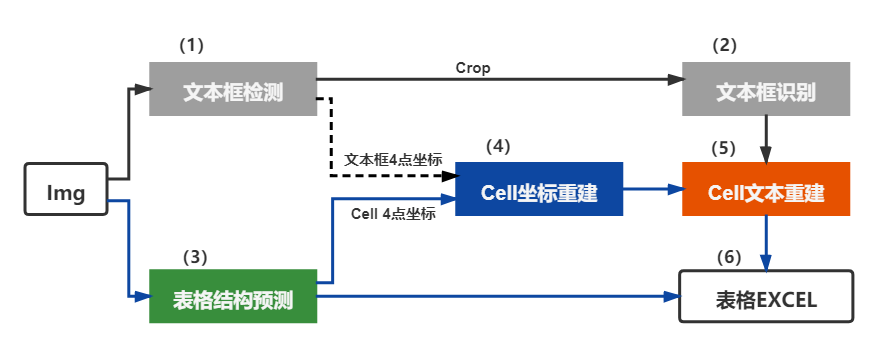 （1）
（2）
文本框检测
Crop
文本框识别
文本框4点坐标
（4）
（5）
Img
Cell坐标重建
Cell文本重建
Cell 4点坐标
（3）
（6）
表格结构预测
表格EXCEL